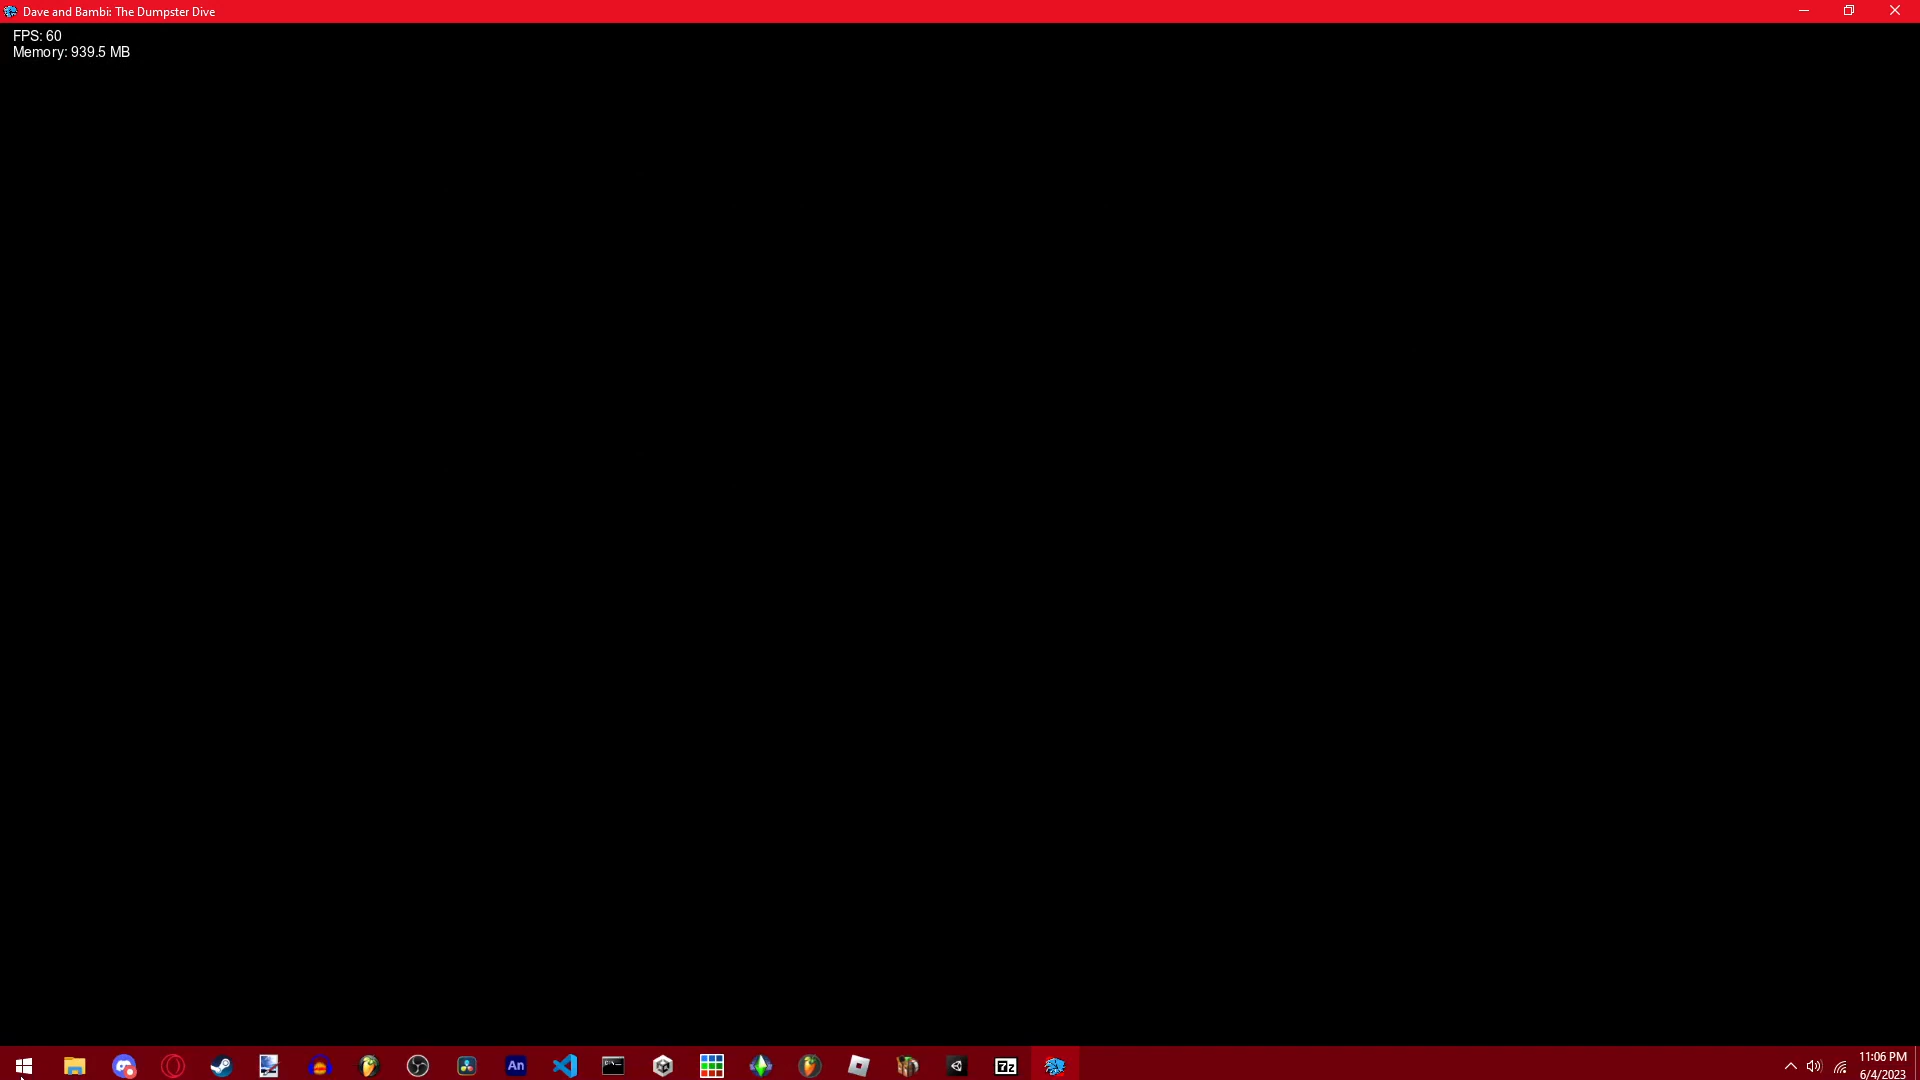 Dave and Bambi: The Dumpster Dive
FPS: 60
Memory: 939.5 MB
An
7z
11:06 PM
6/4/2023